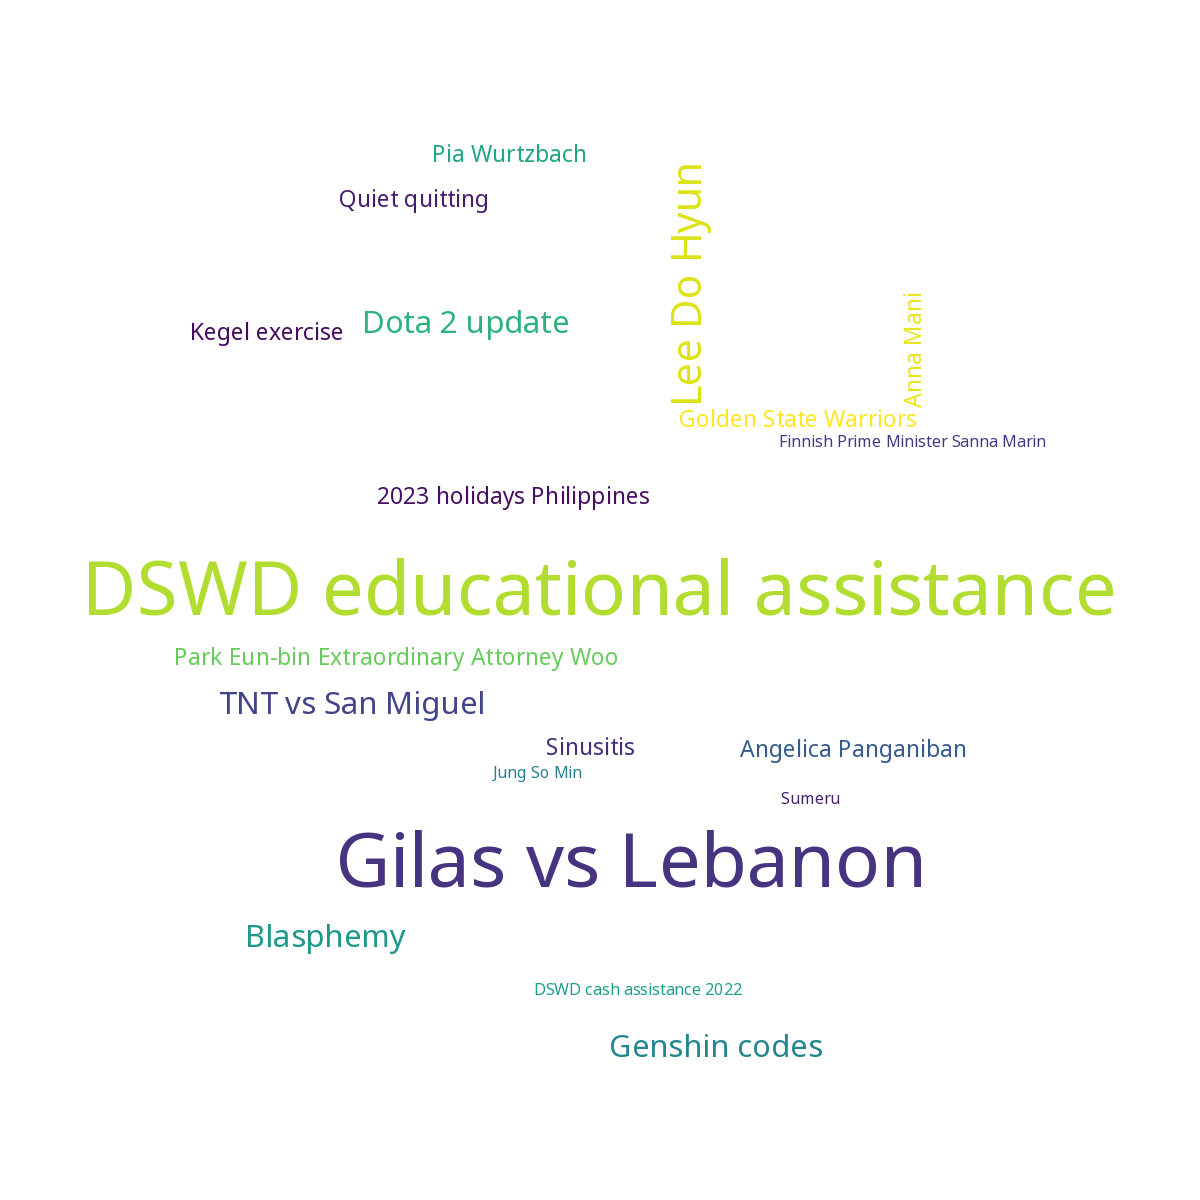 Pia Wurtzbach
Quiet quitting
Lee Do Hyun
Anna Mani
Kegel exercise
Dota 2 update
Golden State Warriors
Finnish Prime Minister Sanna Marin
2023 holidays Philippines
DSWD educational assistance
Park Eun-bin Extraordinary Attorney Woo
TNT vs San Miguel
Sinusitis
Angelica Panganiban
Jung So Min
Sumeru
Gilas vs Lebanon
Blasphemy
DSWD cash assistance 2022
Genshin codes